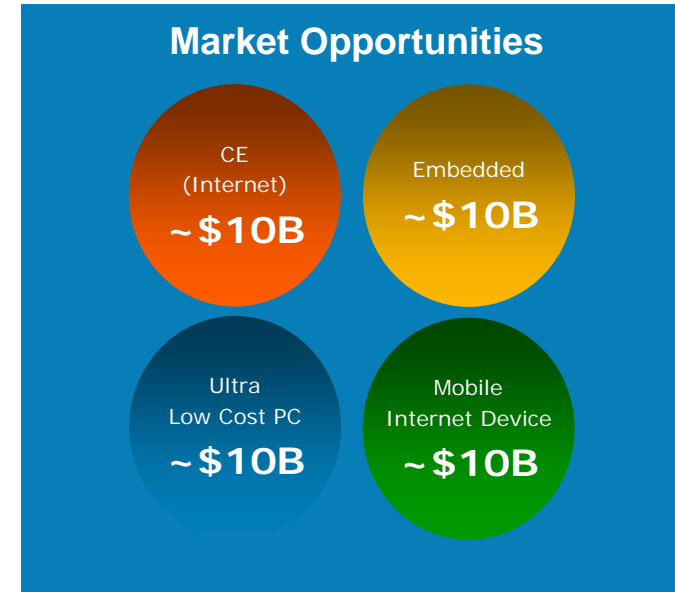 Market Opportunities
CE
(Internet)
~$10B
Embedded
~$10B
Ultra
Low Cost PC
~$10B
Mobile
Internet Device
~$10B